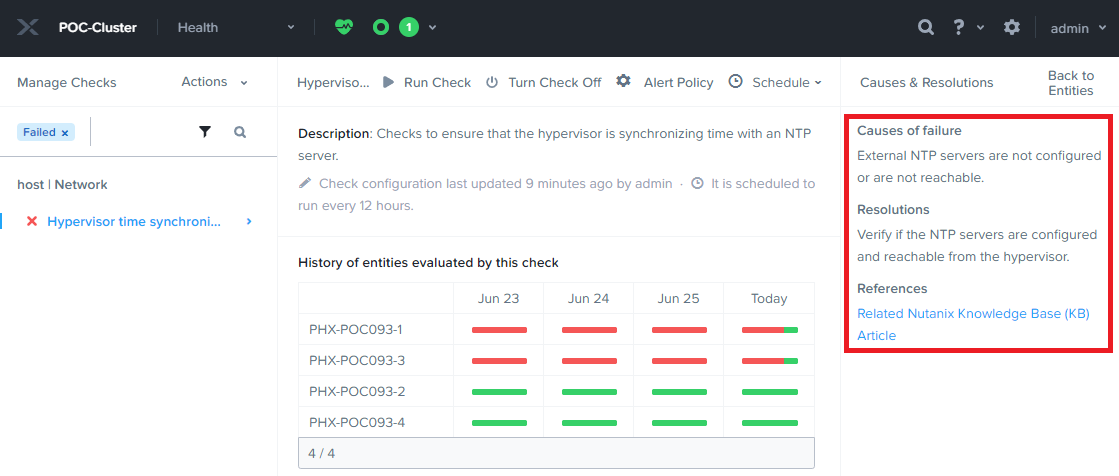 POC-Cluster
Health
1
?
admin
Manage Checks
Actions
Hyperviso...
Run Check
Turn Check Off
Alert Policy
Schedule
Causes & Resolutions
Back to
Entities
Failed ×
host | Network
Hypervisor time synchroni...
Description: Checks to ensure that the hypervisor is synchronizing time with an NTP
server.
Check configuration last updated 9 minutes ago by admin · It is scheduled to
run every 12 hours.
History of entities evaluated by this check
Jun 23 Jun 24 Jun 25 Today
PHX-POC093-1
PHX-POC093-3
PHX-POC093-2
PHX-POC093-4
4 / 4
Causes of failure
External NTP servers are not configured
or are not reachable.
Resolutions
Verify if the NTP servers are configured
and reachable from the hypervisor.
References
Related Nutanix Knowledge Base (KB)
Article